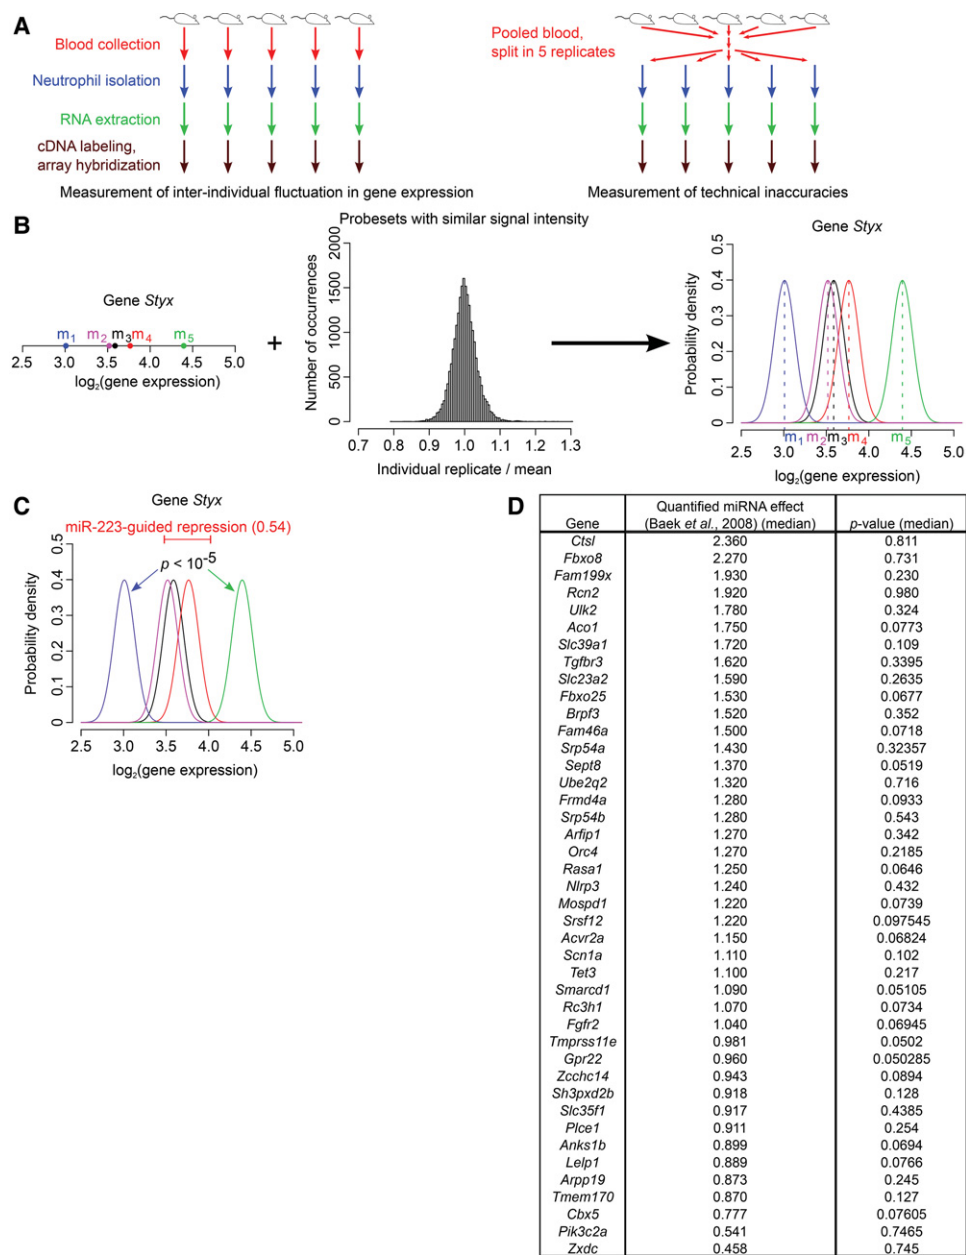 A
Blood collection
Neutrophil isolation
RNA extraction
cDNA labeling,
array hybridization
Measurement of inter-individual fluctuation in gene expression
Pooled blood,
split in 5 replicates
Measurement of technical inaccuracies
B
Gene Styx
m1 m2 m3 m4 m5
2.5 3.0 3.5 4.0 4.5 5.0
log2(gene expression)
+
Probesets with similar signal intensity
Number of occurrences
0 500 1000 1500 2000
0.7 0.8 0.9 1.0 1.1 1.2 1.3
Individual replicate / mean
Gene Styx
Probability density
0 0.1 0.2 0.3 0.4 0.5
m1 m2 m3 m4 m5
2.5 3.0 3.5 4.0 4.5 5.0
log2(gene expression)
C
Gene Styx
miR-223-guided repression (0.54)
p < 10-5
Probability density
0 0.1 0.2 0.3 0.4 0.5
2.5 3.0 3.5 4.0 4.5 5.0
log2(gene expression)
D
Gene Quantified miRNA effect (Baek et al., 2008) (median) p-value (median)
Ctsl 2.360 0.811
Fbxo8 2.270 0.731
Fam199x 1.930 0.230
Rcn2 1.920 0.980
Ulk2 1.780 0.324
Aco1 1.750 0.0773
Slc39a1 1.720 0.109
Tgfbr3 1.620 0.3395
Slc23a2 1.590 0.2635
Fbxo25 1.530 0.0677
Brpf3 1.520 0.352
Fam46a 1.500 0.0718
Srp54a 1.430 0.32357
Sept8 1.370 0.0519
Ube2q2 1.320 0.716
Frmd4a 1.280 0.0933
Srp54b 1.280 0.543
Arfip1 1.270 0.342
Orc4 1.270 0.2185
Rasa1 1.250 0.0646
Nlrp3 1.240 0.432
Mospd1 1.220 0.0739
Srsf12 1.220 0.097545
Acvr2a 1.150 0.06824
Scn1a 1.110 0.102
Tet3 1.100 0.217
Smarcd1 1.090 0.05105
Rc3h1 1.070 0.0734
Fgfr2 1.040 0.06945
Tmprss11e 0.981 0.0502
Gpr22 0.960 0.050285
Zcchc14 0.943 0.0894
Sh3pxd2b 0.918 0.128
Slc35f1 0.917 0.4385
Plce1 0.911 0.254
Anks1b 0.899 0.0694
Lelp1 0.889 0.0766
Arpp19 0.873 0.245
Tmem170 0.870 0.127
Cbx5 0.777 0.07605
Pik3c2a 0.541 0.7465
Zxdc 0.458 0.745